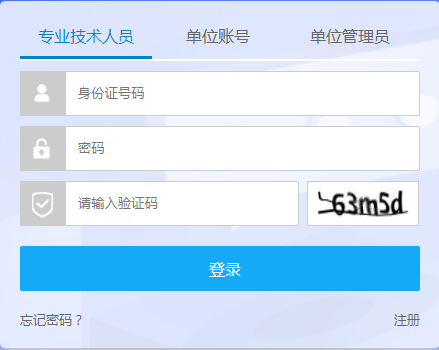 专业技术人员 单位账号 单位管理员
身份证号码
密码
请输入验证码 63m5d
登录
忘记密码？ 注册